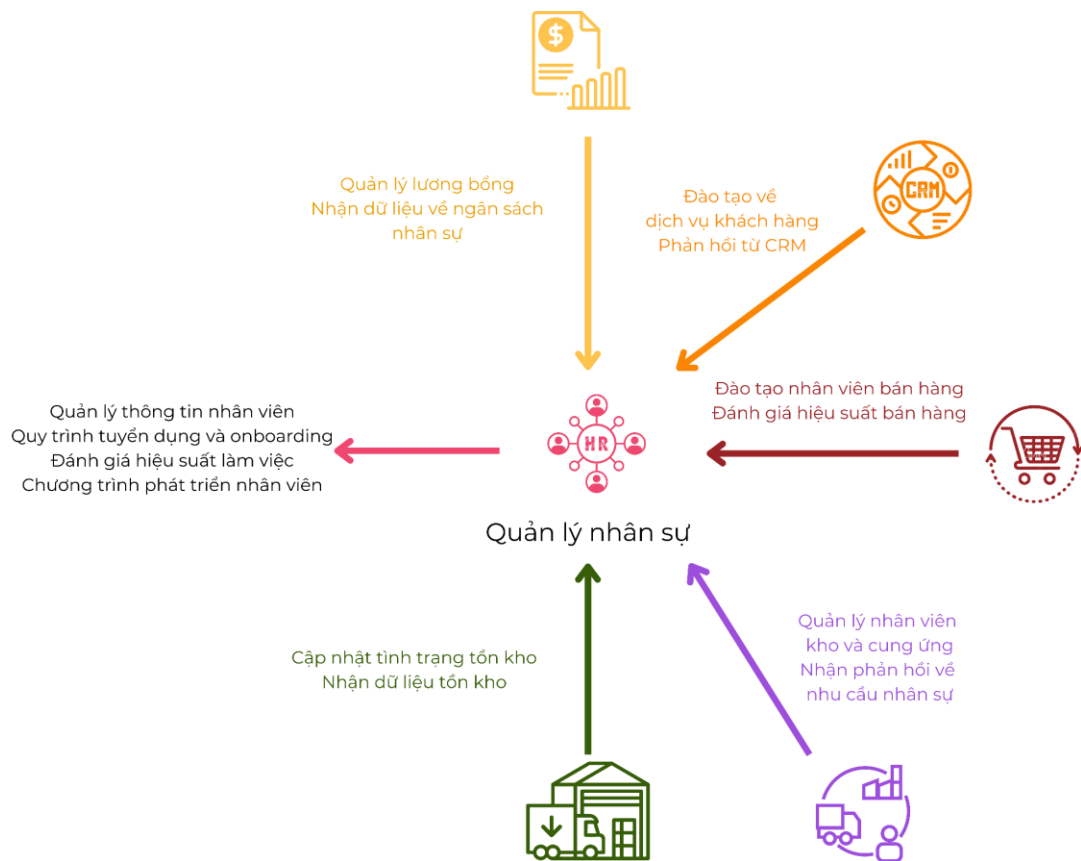 $
Quản lý lương bổng
Nhận dữ liệu về ngân sách
nhân sự
CRM
Đào tạo về
dịch vụ khách hàng
Phản hồi từ CRM
Đào tạo nhân viên bán hàng
Đánh giá hiệu suất bán hàng
Quản lý thông tin nhân viên
Quy trình tuyển dụng và onboarding
Đánh giá hiệu suất làm việc
Chương trình phát triển nhân viên
HR
Quản lý nhân sự
Cập nhật tình trạng tồn kho
Nhận dữ liệu tồn kho
Quản lý nhân viên
kho và cung ứng
Nhận phản hồi về
nhu cầu nhân sự